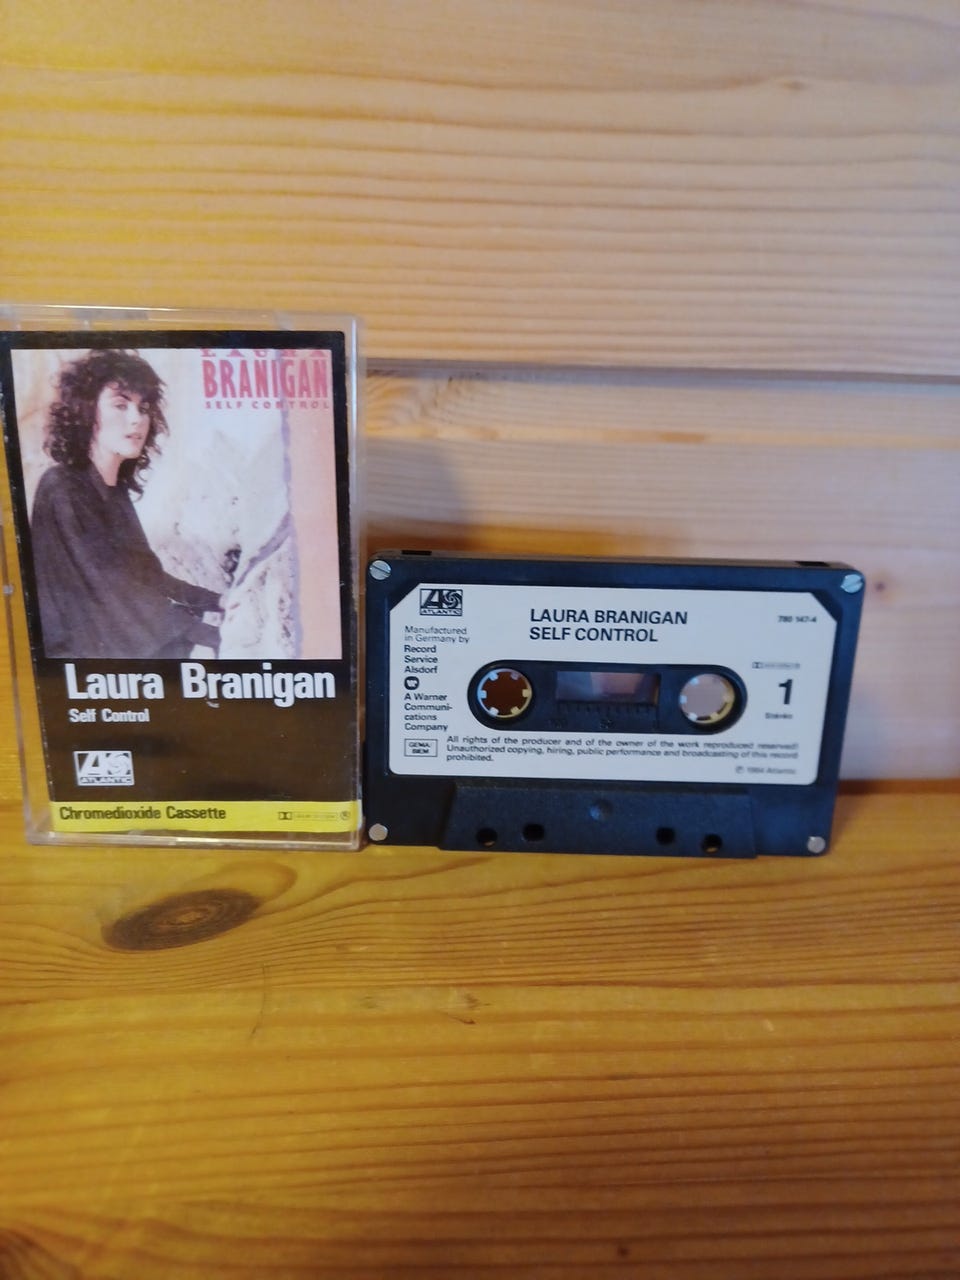 LAURA
BRANIGAN
SELF CONTROL
Laura Branigan
Self Control
ATLANTIC
Chromedioxide Cassette
ATLANTIC
LAURA BRANIGAN
SELF CONTROL
780 147-4
Manufactured
in Germany by
Record
Service
Alsdorf
A Warner
Communi-
cations
Company
1
GEMA/
BIEM
All rights of the producer and of the owner of the work reproduced reserved!
Unauthorized copying, hiring, public performance and broadcasting of this record
prohibited.
℗ 1984 Atlantic